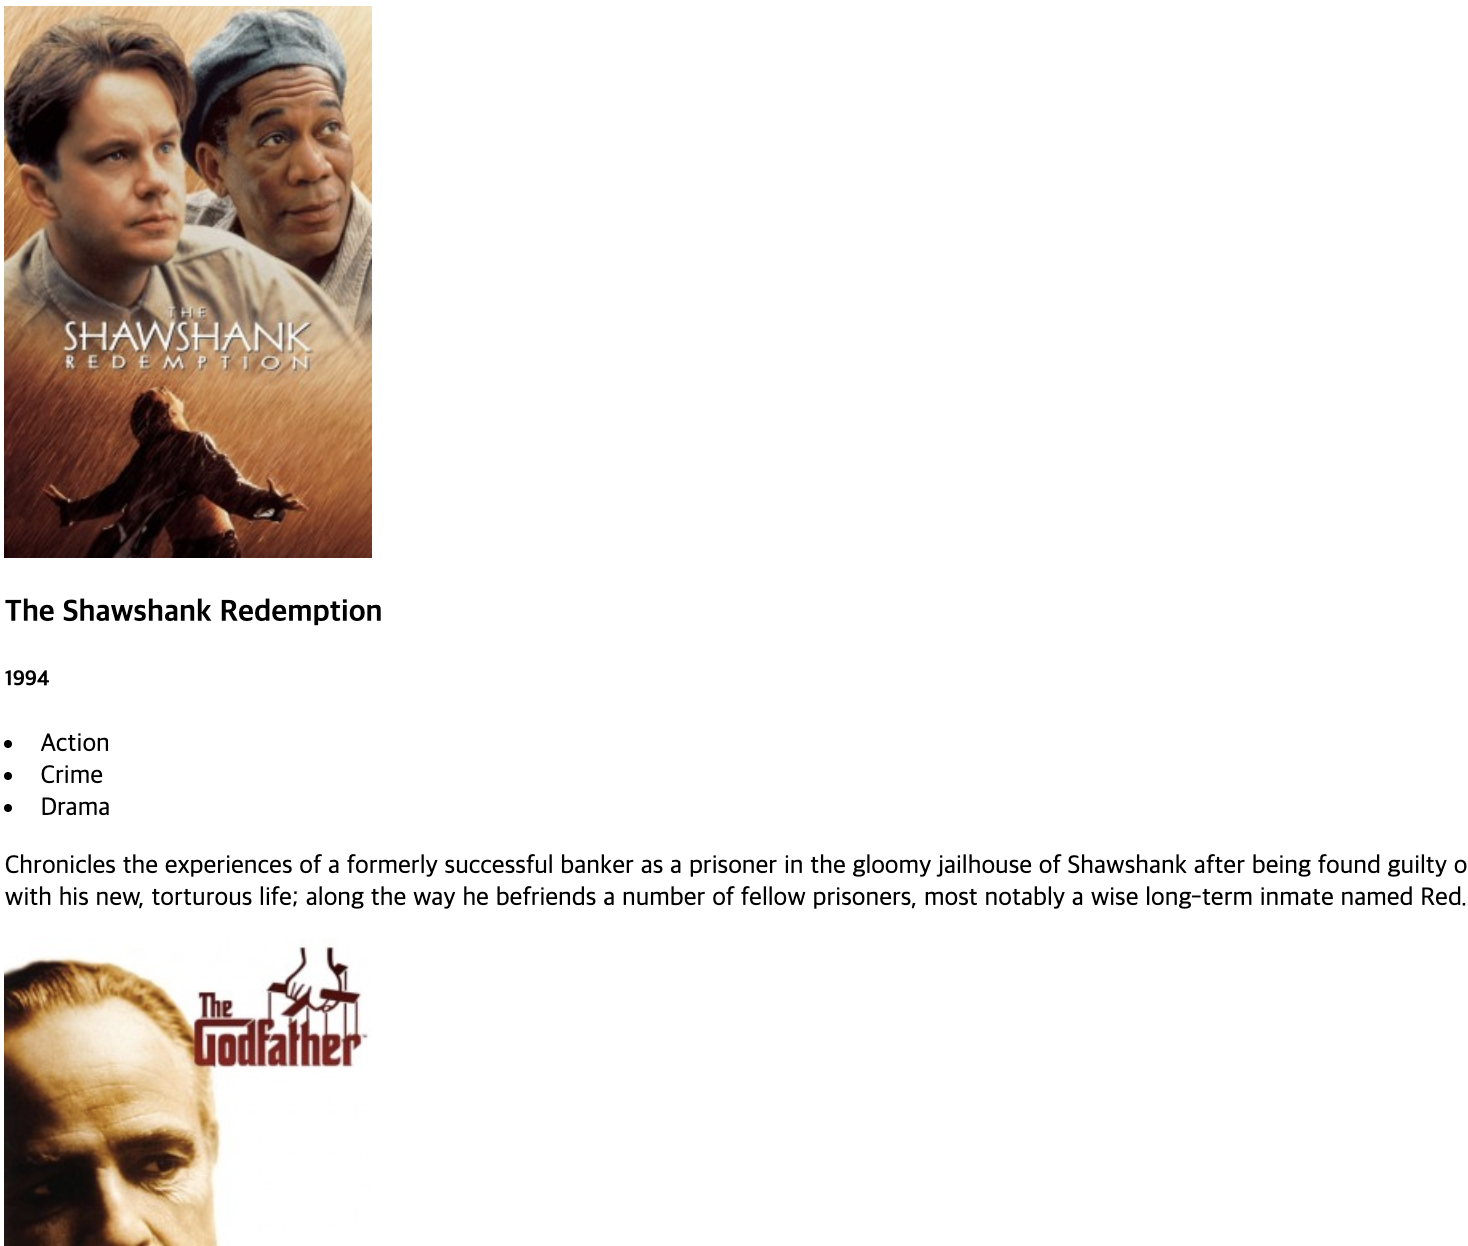 THE
SHAWSHANK
REDEMPTION
The Shawshank Redemption
1994
• Action
• Crime
• Drama
Chronicles the experiences of a formerly successful banker as a prisoner in the gloomy jailhouse of Shawshank after being found guilty o
with his new, torturous life; along the way he befriends a number of fellow prisoners, most notably a wise long-term inmate named Red.
The
Godfather